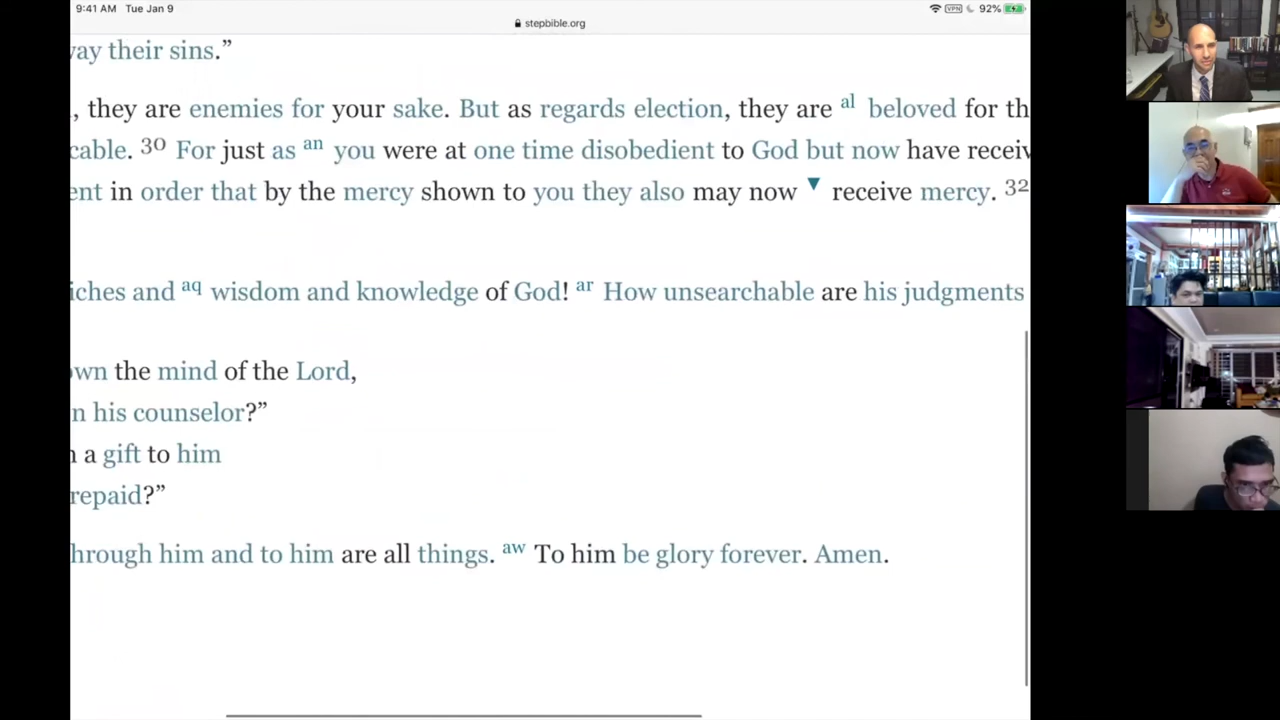 9:41 AM Tue Jan 9
VPN 92%
stepbible.org
way their sins.”
, they are enemies for your sake. But as regards election, they are al beloved for th
cable. 30 For just as an you were at one time disobedient to God but now have receiv
ent in order that by the mercy shown to you they also may now receive mercy. 32
iches and aq wisdom and knowledge of God! ar How unsearchable are his judgments
own the mind of the Lord,
n his counselor?”
a gift to him
repaid?”
hrough him and to him are all things. aw To him be glory forever. Amen.